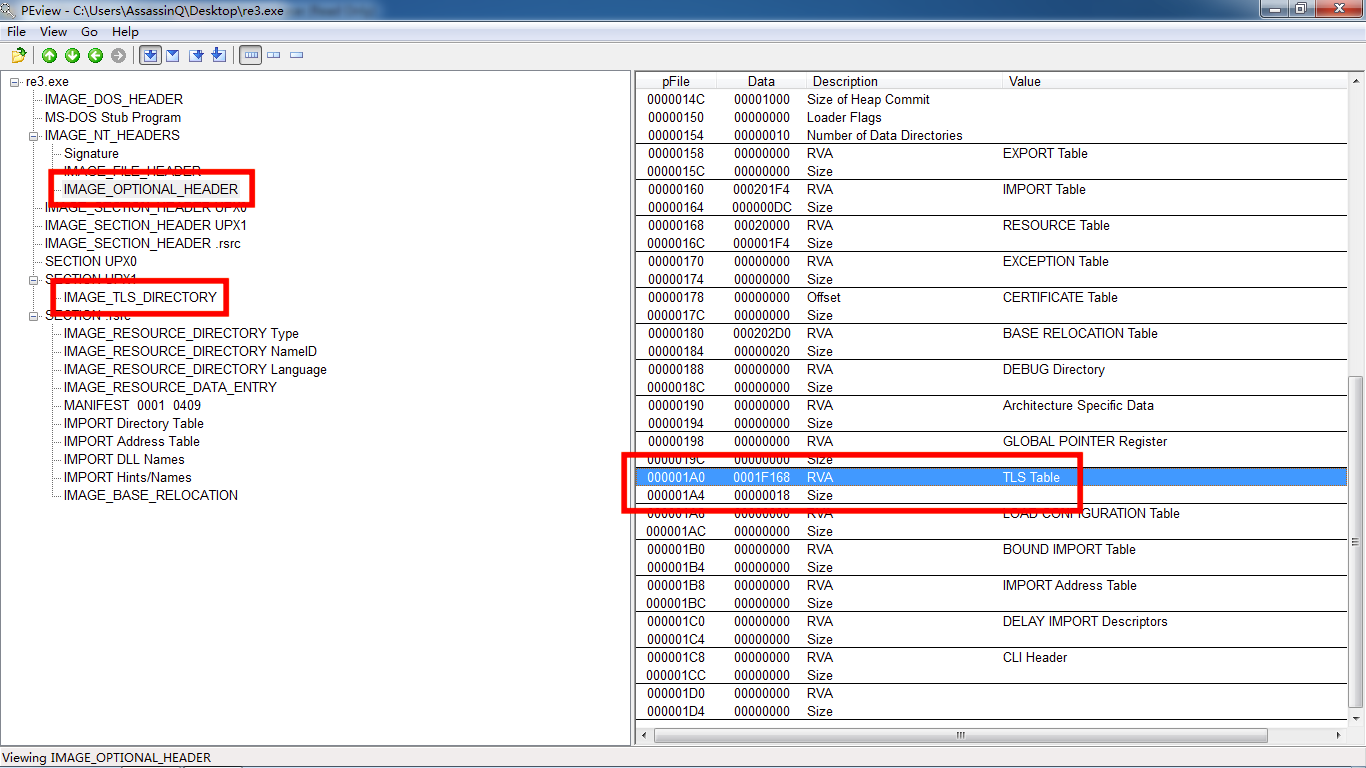 PEview - C:\Users\AssassinQ\Desktop\re3.exe
File View Go Help
re3.exe
IMAGE_DOS_HEADER
MS-DOS Stub Program
IMAGE_NT_HEADERS
Signature
IMAGE_FILE_HEADER
IMAGE_OPTIONAL_HEADER
IMAGE_SECTION_HEADER UPX0
IMAGE_SECTION_HEADER UPX1
IMAGE_SECTION_HEADER .rsrc
SECTION UPX0
SECTION UPX1
IMAGE_TLS_DIRECTORY
SECTION .rsrc
IMAGE_RESOURCE_DIRECTORY Type
IMAGE_RESOURCE_DIRECTORY NameID
IMAGE_RESOURCE_DIRECTORY Language
IMAGE_RESOURCE_DATA_ENTRY
MANIFEST 0001 0409
IMPORT Directory Table
IMPORT Address Table
IMPORT DLL Names
IMPORT Hints/Names
IMAGE_BASE_RELOCATION
pFile Data Description Value
0000014C 00001000 Size of Heap Commit
00000150 00000000 Loader Flags
00000154 00000010 Number of Data Directories
00000158 00000000 RVA EXPORT Table
0000015C 00000000 Size
00000160 000201F4 RVA IMPORT Table
00000164 000000DC Size
00000168 00020000 RVA RESOURCE Table
0000016C 000001F4 Size
00000170 00000000 RVA EXCEPTION Table
00000174 00000000 Size
00000178 00000000 Offset CERTIFICATE Table
0000017C 00000000 Size
00000180 000202D0 RVA BASE RELOCATION Table
00000184 00000020 Size
00000188 00000000 RVA DEBUG Directory
0000018C 00000000 Size
00000190 00000000 RVA Architecture Specific Data
00000194 00000000 Size
00000198 00000000 RVA GLOBAL POINTER Register
0000019C 00000000 Size
000001A0 0001F168 RVA TLS Table
000001A4 00000018 Size
000001A8 00000000 RVA LOAD CONFIGURATION Table
000001AC 00000000 Size
000001B0 00000000 RVA BOUND IMPORT Table
000001B4 00000000 Size
000001B8 00000000 RVA IMPORT Address Table
000001BC 00000000 Size
000001C0 00000000 RVA DELAY IMPORT Descriptors
000001C4 00000000 Size
000001C8 00000000 RVA CLI Header
000001CC 00000000 Size
000001D0 00000000 RVA
000001D4 00000000 Size
Viewing IMAGE_OPTIONAL_HEADER